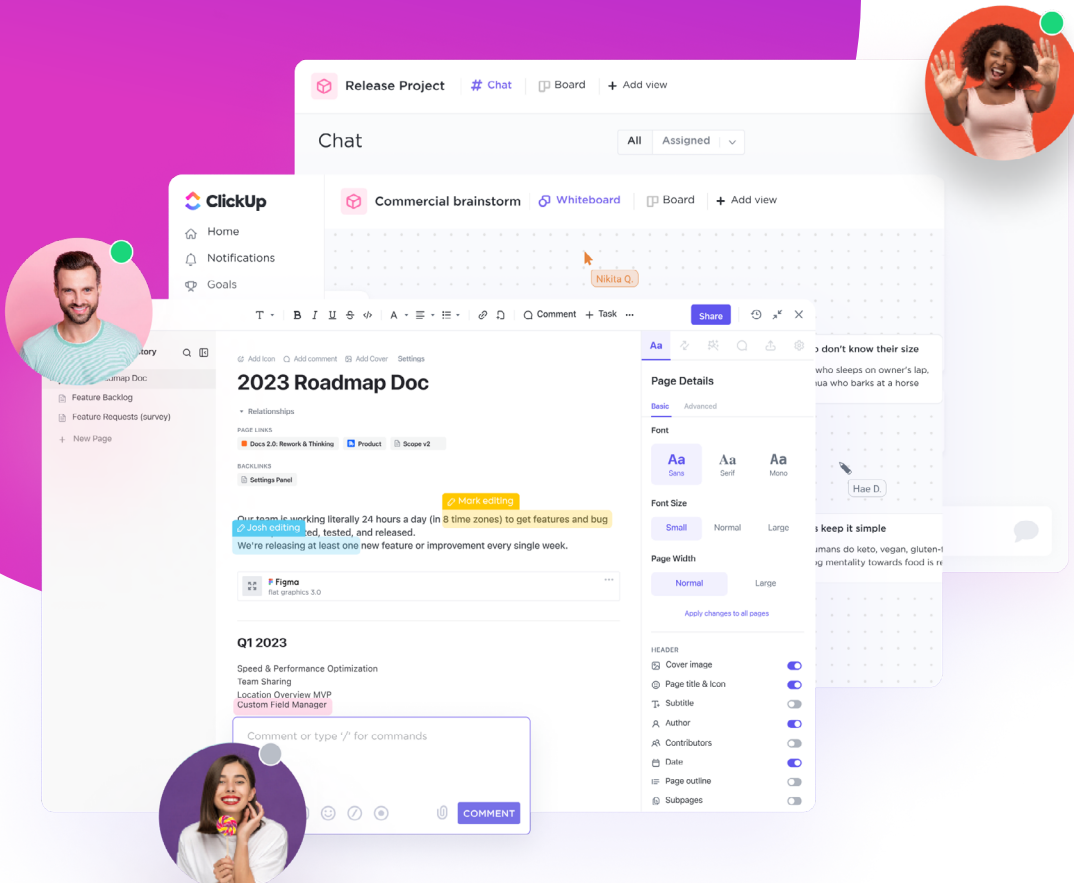 Release Project
# Chat
Board
+ Add view
Chat
All
Assigned
ClickUp
Commercial brainstorm
Whiteboard
Board
+ Add view
Home
Notifications
Goals
Nikita Q.
T
B I U S </>
A
Comment
+ Task
Share
ory
Add Icon
Add comment
Add Cover
Settings
2023 Roadmap Doc
Relationships
PAGE LINKS
Docs 2.0: Rework & Thinking
Product
Scope v2
BACKLINKS
Settings Panel
Mark editing
Our team is working literally 24 hours a day (in 8 time zones) to get features and bug
Josh editing
ted, tested, and released.
We're releasing at least one new feature or improvement every single week.
Figma
flat graphics 3.0
Q1 2023
Speed & Performance Optimization
Team Sharing
Location Overview MVP
Custom Field Manager
Comment or type '/' for commands
COMMENT
map Doc
Feature Backlog
Feature Requests (survey)
+ New Page
Aa
Page Details
Basic
Advanced
Font
Aa
Sans
Aa
Serif
Aa
Mono
Font Size
Small
Normal
Large
Page Width
Normal
Large
Apply changes to all pages
HEADER
Cover image
Page title & Icon
Subtitle
Author
Contributors
Date
Page outline
Subpages
don't know their size
who sleeps on owner's lap,
ua who barks at a horse
Hae D.
keep it simple
umans do keto, vegan, gluten-f
g mentality towards food is re